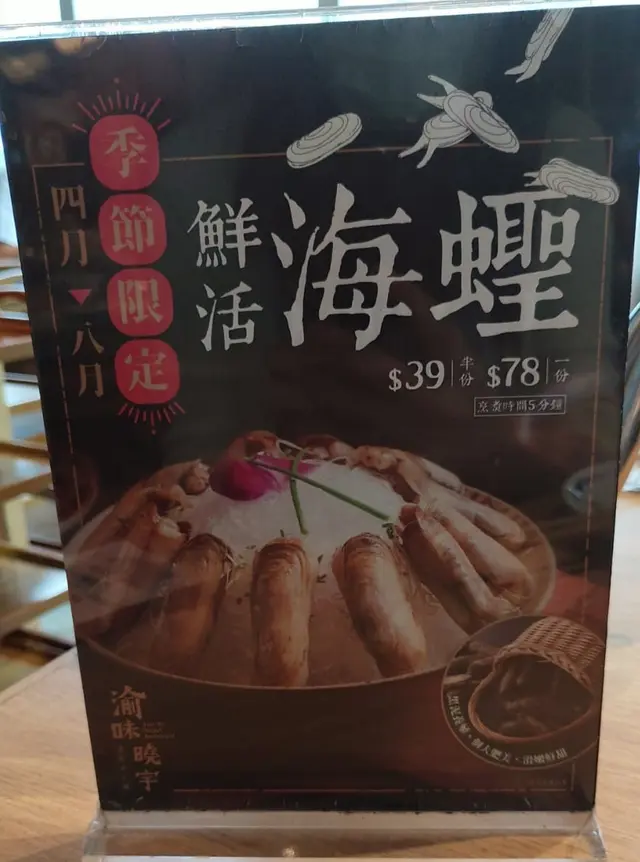 季節限定
四月▼八月
鮮活
海蟶
$39 半份 $78 一份
烹煮時間5分鐘
渝味曉宇